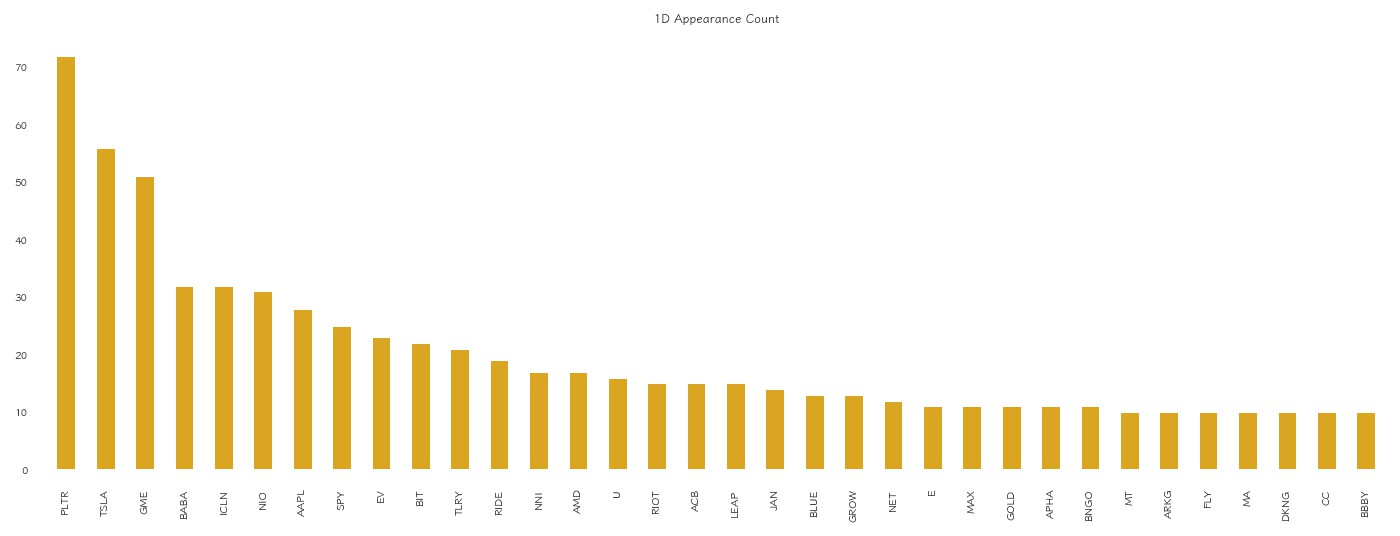 1D Appearance Count
70
60
50
40
30
20
10
0
PLTR
TSLA
GME
BABA
ICLN
NIO
AAPL
SPY
EV
BIT
TLRY
RIDE
NNI
AMD
U
RIOT
ACB
LEAP
JAN
BLUE
GROW
NET
E
MAX
GOLD
APHA
BNGO
MT
ARKG
FLY
MA
DKNG
CC
BBBY